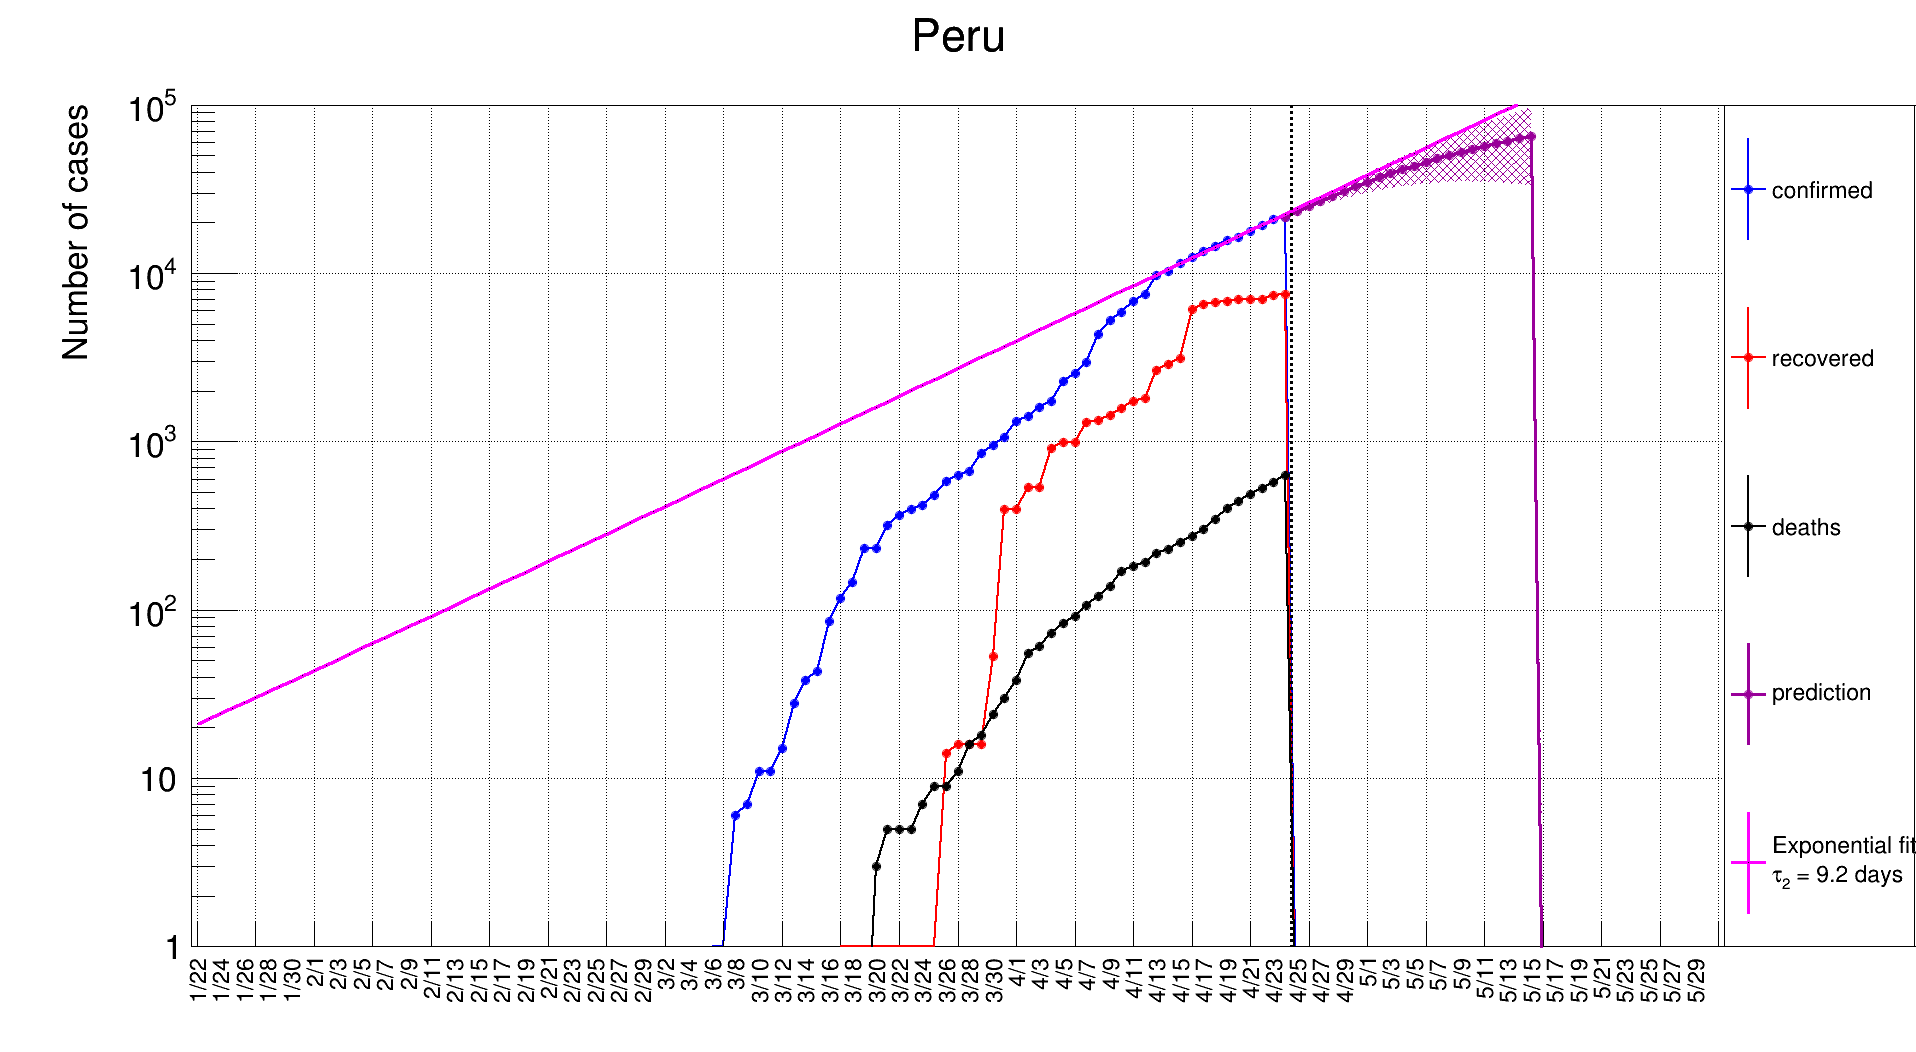 Peru
Number of cases
10^5
10^4
10^3
10^2
10
1
1/22 1/24 1/26 1/28 1/30 2/1 2/3 2/5 2/7 2/9 2/11 2/13 2/15 2/17 2/19 2/21 2/23 2/25 2/27 2/29 3/2 3/4 3/6 3/8 3/10 3/12 3/14 3/16 3/18 3/20 3/22 3/24 3/26 3/28 3/30 4/1 4/3 4/5 4/7 4/9 4/11 4/13 4/15 4/17 4/19 4/21 4/23 4/25 4/27 4/29 5/1 5/3 5/5 5/7 5/9 5/11 5/13 5/15 5/17 5/19 5/21 5/23 5/25 5/27 5/29
confirmed
recovered
deaths
prediction
Exponential fit
τ₂ = 9.2 days